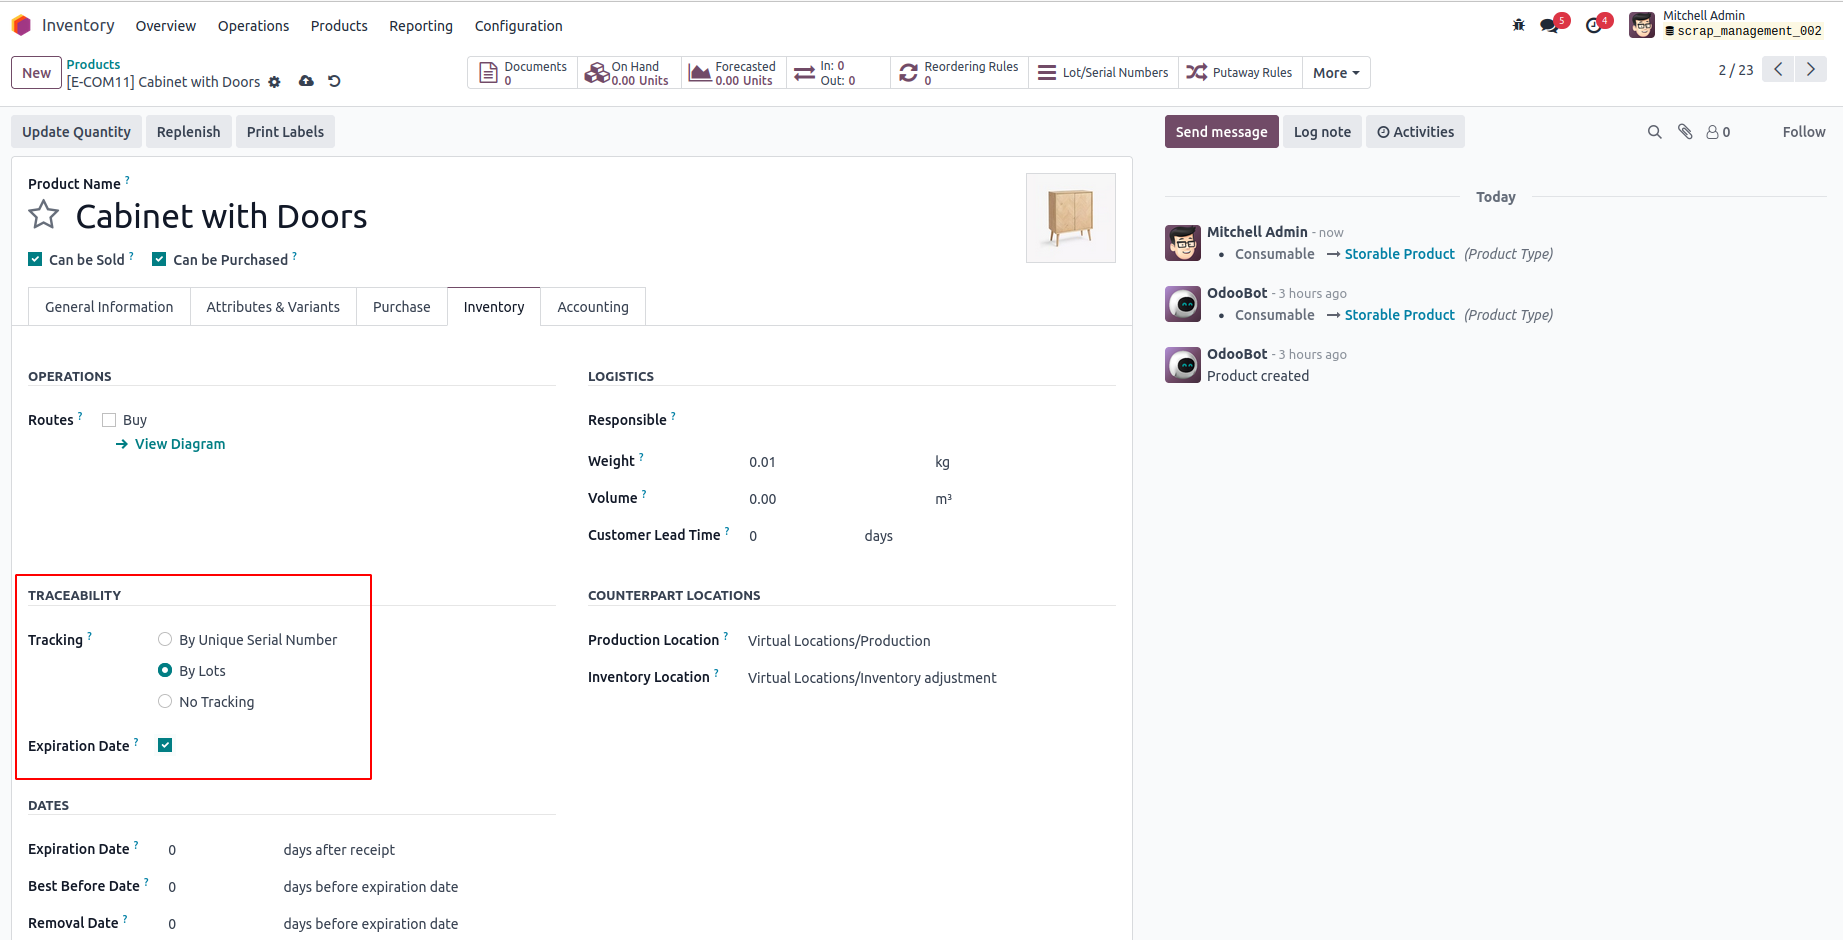 Inventory Overview Operations Products Reporting Configuration
5 4 Mitchell Admin
scrap_management_002
New Products
[E-COM11] Cabinet with Doors
Documents
0
On Hand
0.00 Units
Forecasted
0.00 Units
In: 0
Out: 0
Reordering Rules
0
Lot/Serial Numbers
Putaway Rules
More
2 / 23
Update Quantity Replenish Print Labels
Send message Log note Activities 0 Follow
Product Name ?
Cabinet with Doors
Can be Sold ? Can be Purchased ?
General Information Attributes & Variants Purchase Inventory Accounting
OPERATIONS
Routes ? Buy
View Diagram
LOGISTICS
Responsible ?
Weight ? 0.01 kg
Volume ? 0.00 m³
Customer Lead Time ? 0 days
TRACEABILITY
Tracking ? By Unique Serial Number
By Lots
No Tracking
Expiration Date ?
COUNTERPART LOCATIONS
Production Location ? Virtual Locations/Production
Inventory Location ? Virtual Locations/Inventory adjustment
DATES
Expiration Date ? 0 days after receipt
Best Before Date ? 0 days before expiration date
Removal Date ? 0 days before expiration date
Today
Mitchell Admin - now
• Consumable → Storable Product (Product Type)
OdooBot - 3 hours ago
• Consumable → Storable Product (Product Type)
OdooBot - 3 hours ago
Product created